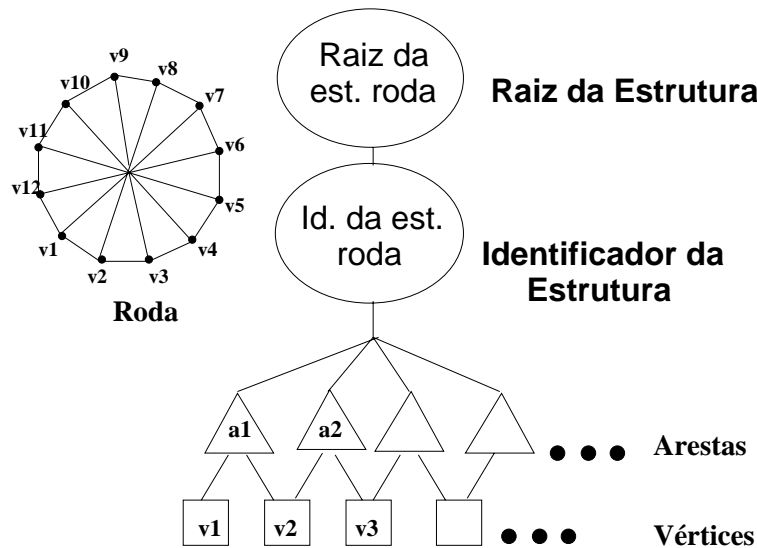 v9
v8
v10
v7
v11
v6
v12
v5
v1
v4
v2
v3
Roda
Raiz da
est. roda
Raiz da Estrutura
Id. da est.
roda
Identificador da
Estrutura
a1
a2
Arestas
v1
v2
v3
Vértices